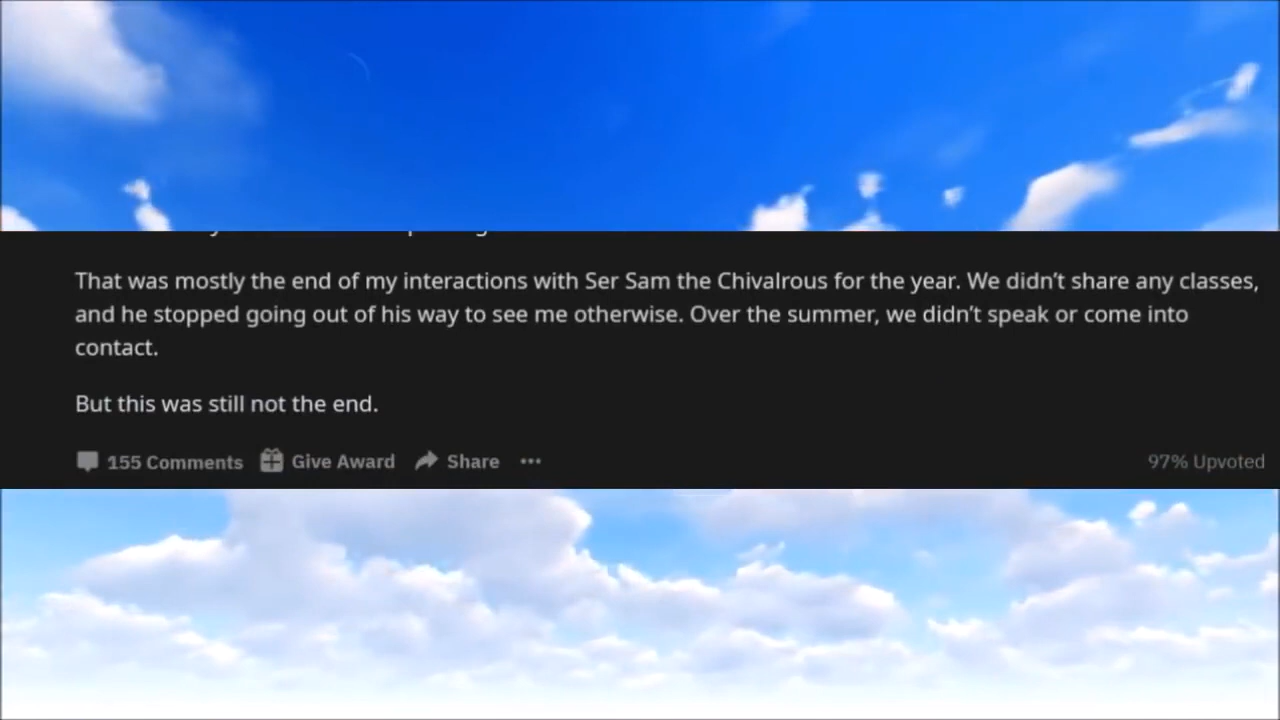 That was mostly the end of my interactions with Ser Sam the Chivalrous for the year. We didn’t share any classes,
and he stopped going out of his way to see me otherwise. Over the summer, we didn’t speak or come into
contact.
But this was still not the end.
155 Comments Give Award Share ••• 97% Upvoted